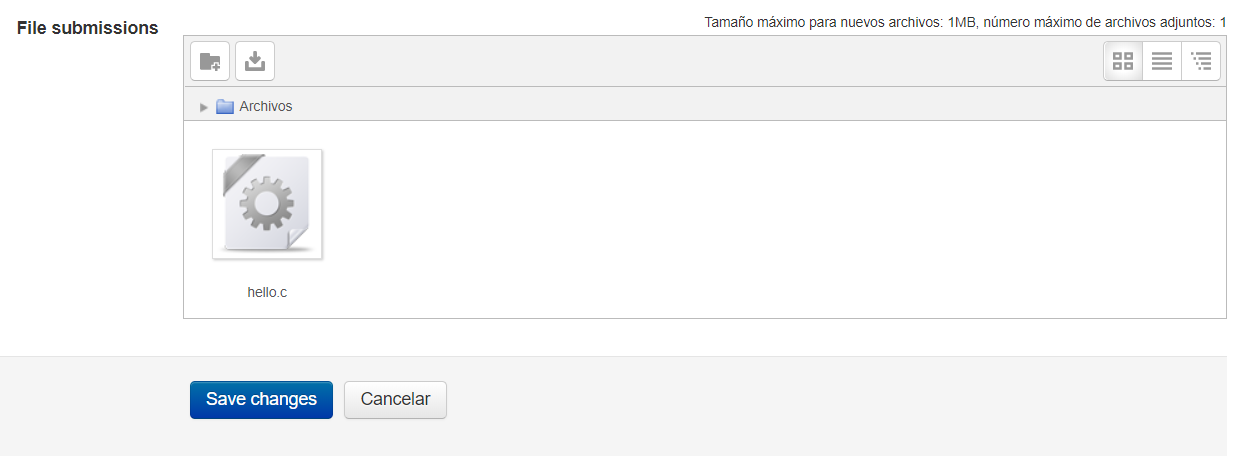 File submissions
Tamaño máximo para nuevos archivos: 1MB, número máximo de archivos adjuntos: 1
Archivos
hello.c
Save changes
Cancelar